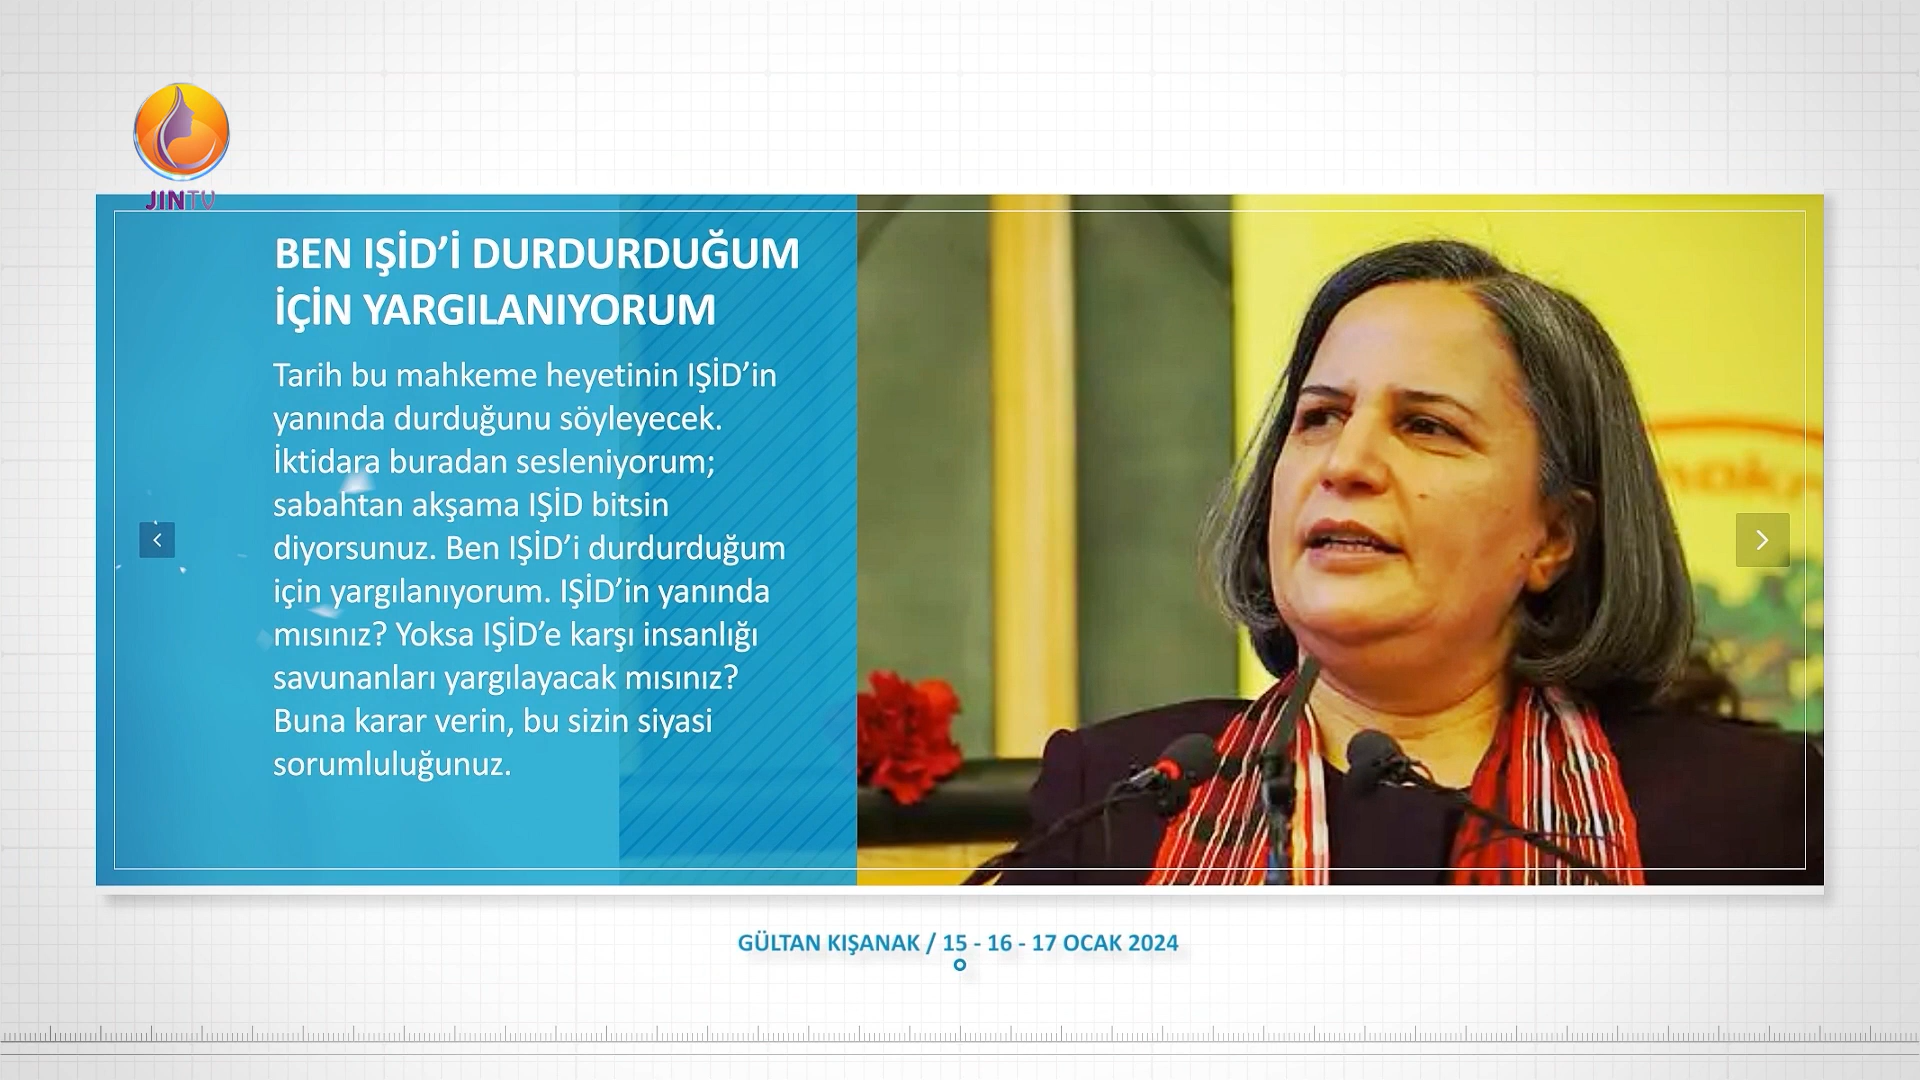 JINTV
BEN IŞİD’İ DURDURDUĞUM
İÇİN YARGILANIYORUM
Tarih bu mahkeme heyetinin IŞİD’in
yanında durduğunu söyleyecek.
İktidara buradan sesleniyorum;
sabahtan akşama IŞİD bitsin
diyorsunuz. Ben IŞİD’i durdurduğum
için yargılanıyorum. IŞİD’in yanında
mısınız? Yoksa IŞİD’e karşı insanlığı
savunanları yargılayacak mısınız?
Buna karar verin, bu sizin siyasi
sorumluluğunuz.
GÜLTAN KIŞANAK / 15 - 16 - 17 OCAK 2024